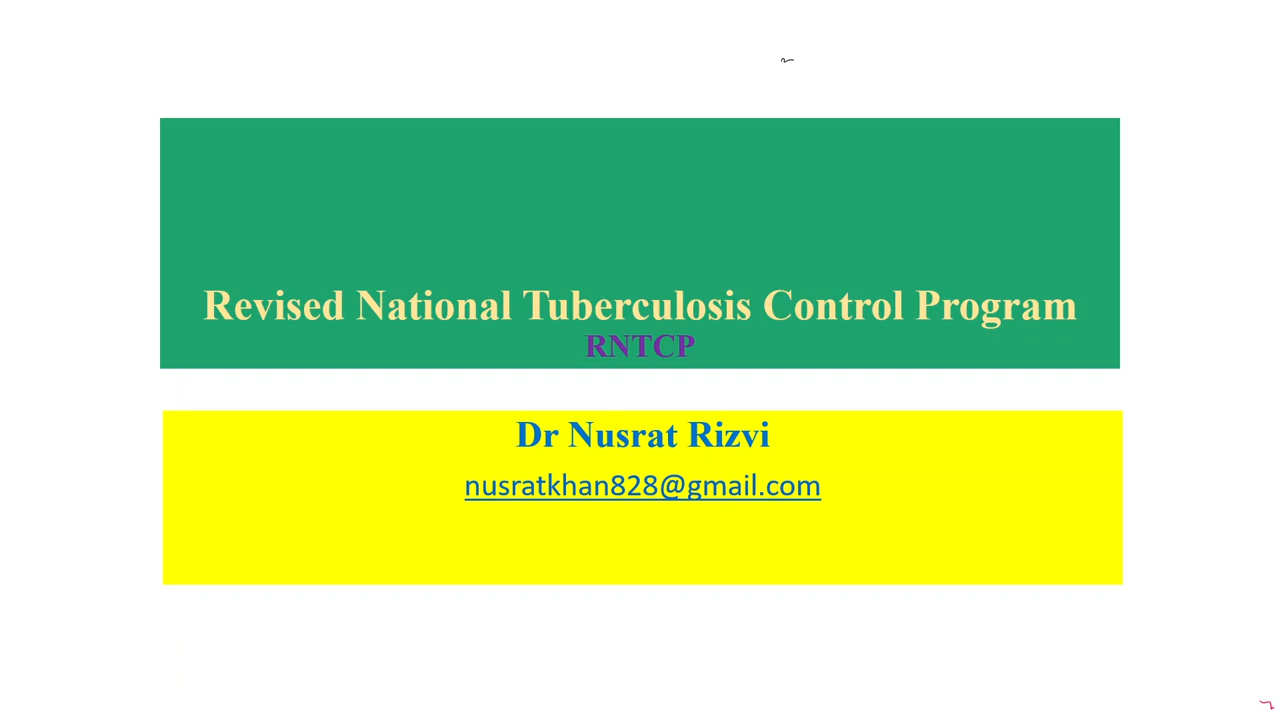 Revised National Tuberculosis Control Program
RNTCP
Dr Nusrat Rizvi
nusratkhan828@gmail.com